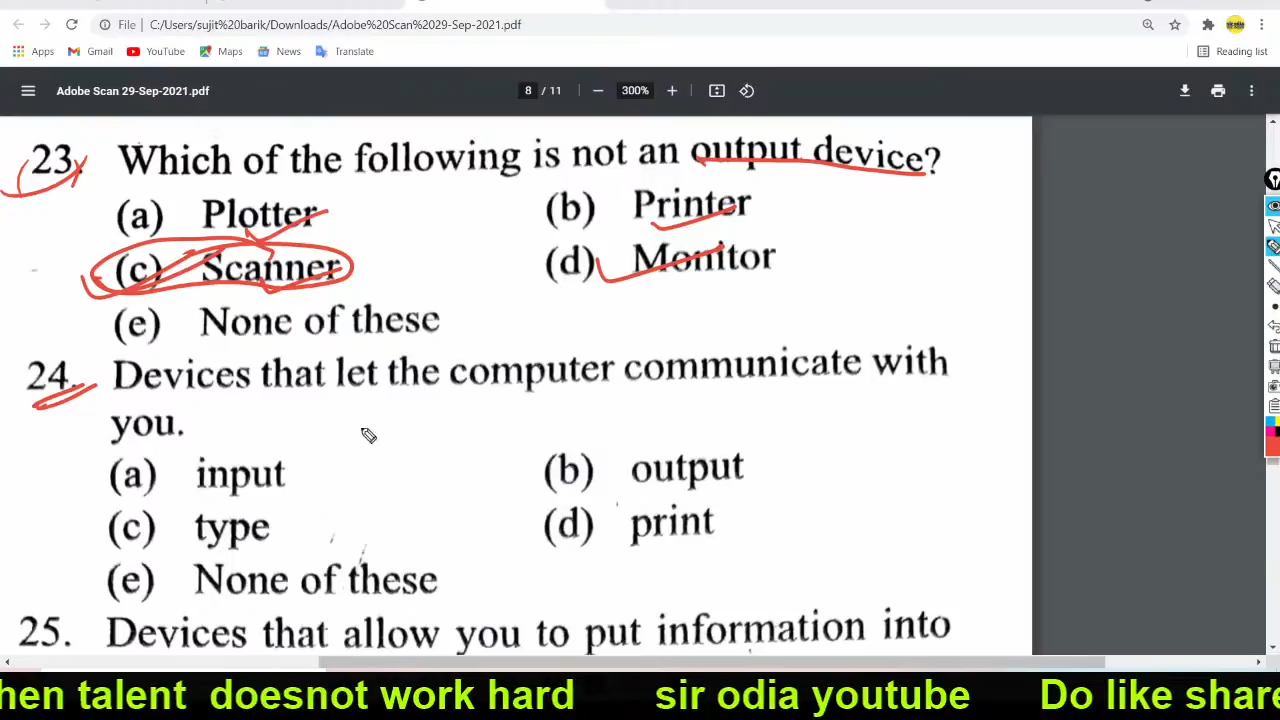 File C:/Users/sujit%20barik/Downloads/Adobe%20Scan%2029-Sep-2021.pdf
Apps Gmail YouTube Maps News Translate Reading list
Adobe Scan 29-Sep-2021.pdf 8 / 11 300%
23. Which of the following is not an output device?
(a) Plotter (b) Printer
(c) Scanner (d) Monitor
(e) None of these
24. Devices that let the computer communicate with
you.
(a) input (b) output
(c) type (d) print
(e) None of these
25. Devices that allow you to put information into
hen talent doesnot work hard sir odia youtube Do like share